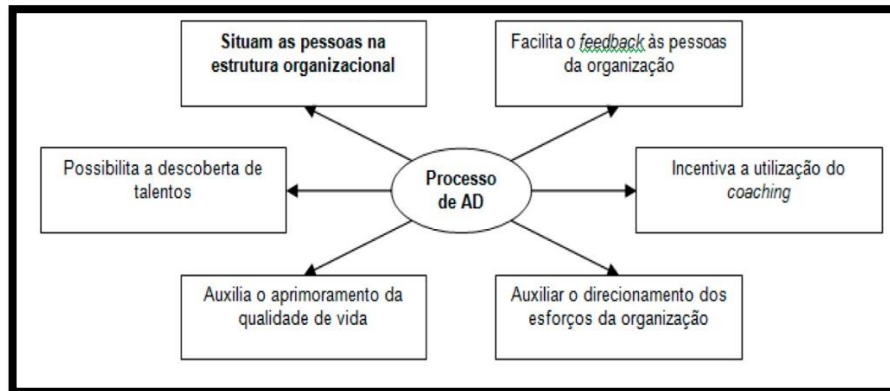 Situam as pessoas na
estrutura organizacional
Facilita o feedback às pessoas
da organização
Possibilita a descoberta de
talentos
Processo
de AD
Incentiva a utilização do
coaching
Auxilia o aprimoramento da
qualidade de vida
Auxiliar o direcionamento dos
esforços da organização